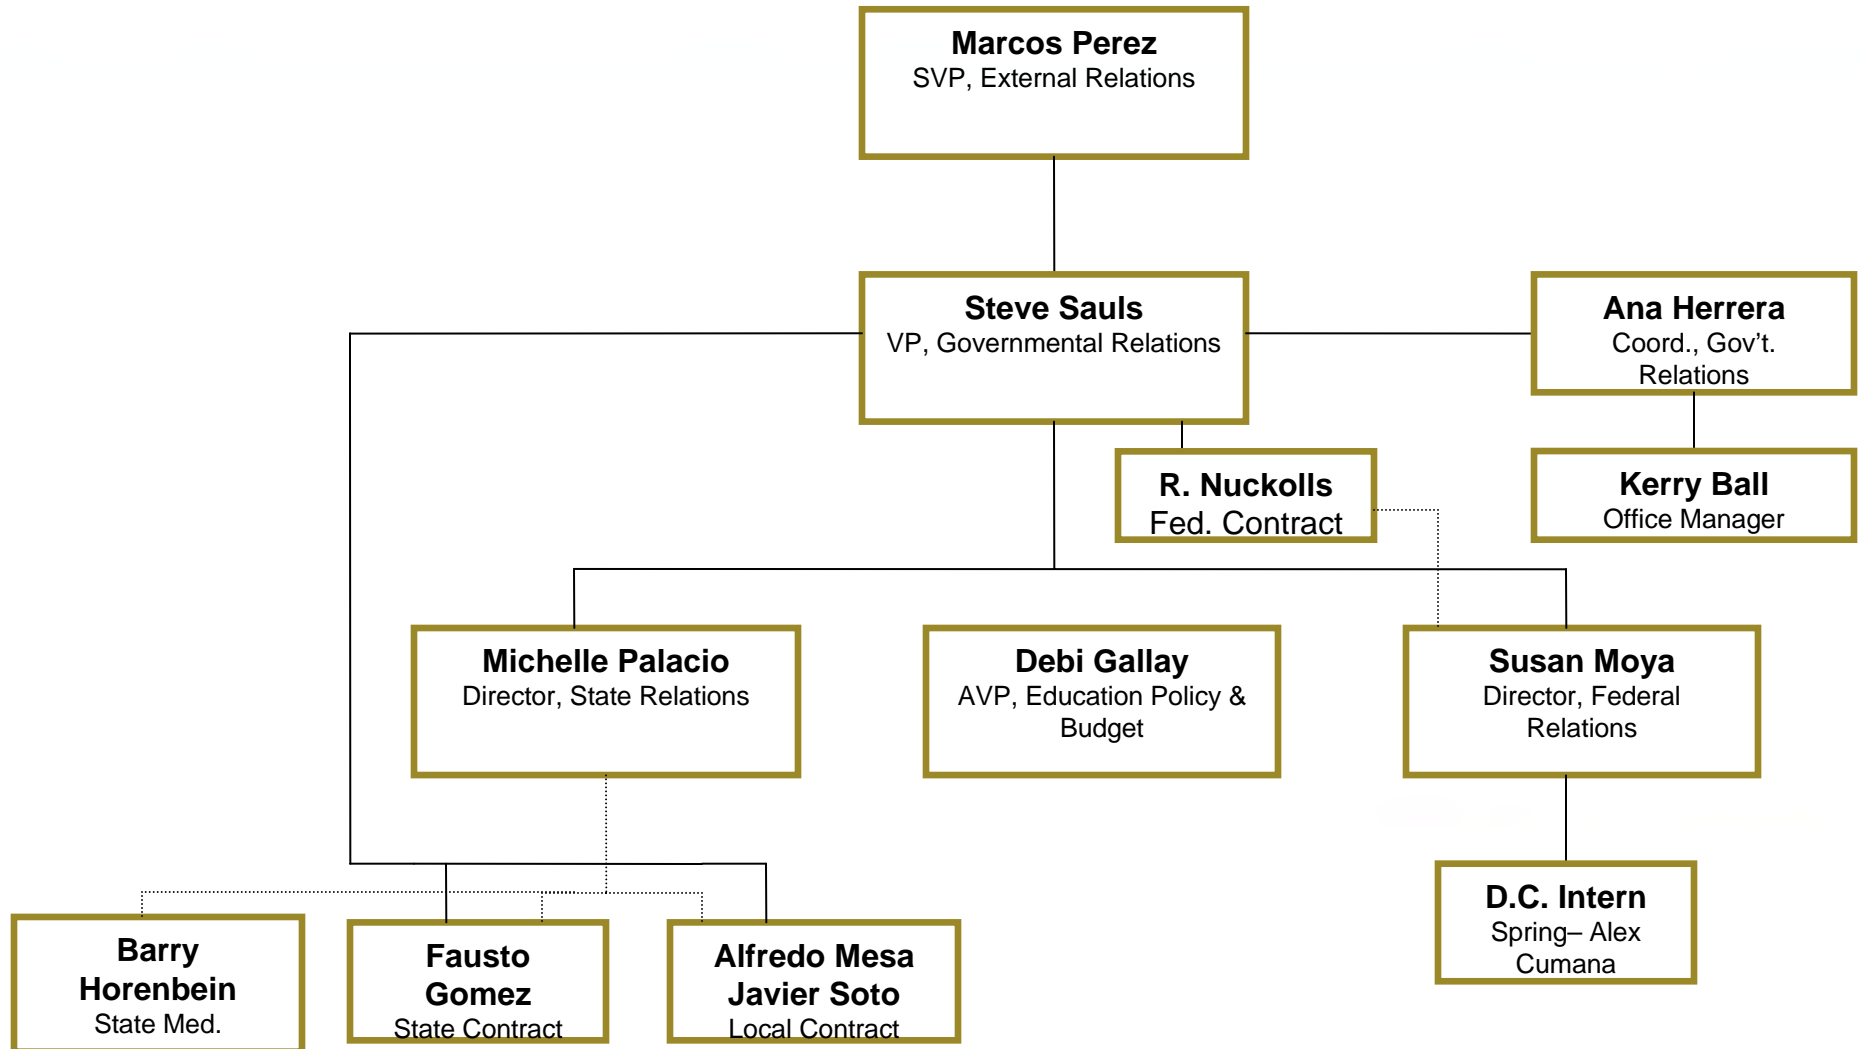 Marcos Perez
SVP, External Relations
Steve Sauls
VP, Governmental Relations
Ana Herrera
Coord., Gov’t.
Relations
R. Nuckolls
Fed. Contract
Kerry Ball
Office Manager
Michelle Palacio
Director, State Relations
Debi Gallay
AVP, Education Policy &
Budget
Susan Moya
Director, Federal
Relations
D.C. Intern
Spring– Alex
Cumana
Barry
Horenbein
State Med.
Fausto
Gomez
State Contract
Alfredo Mesa
Javier Soto
Local Contract